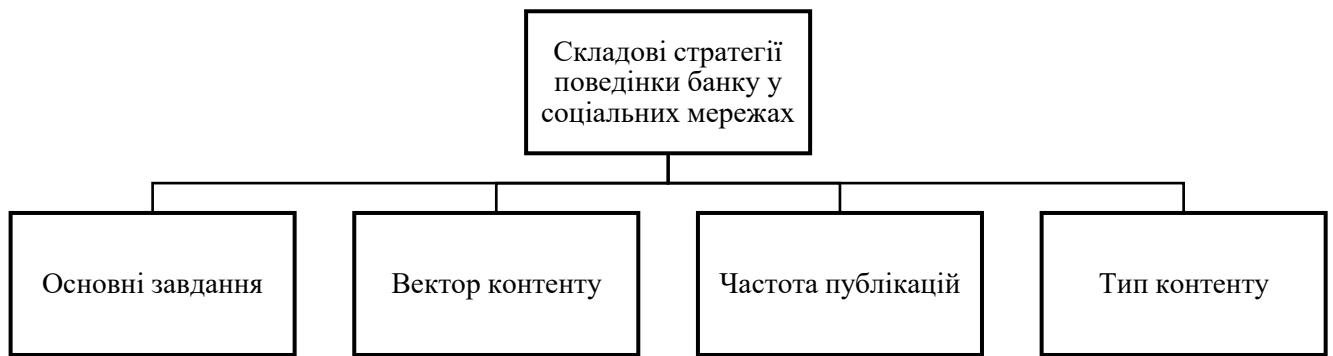 Складові стратегії
поведінки банку у
соціальних мережах
Основні завдання
Вектор контенту
Частота публікацій
Тип контенту